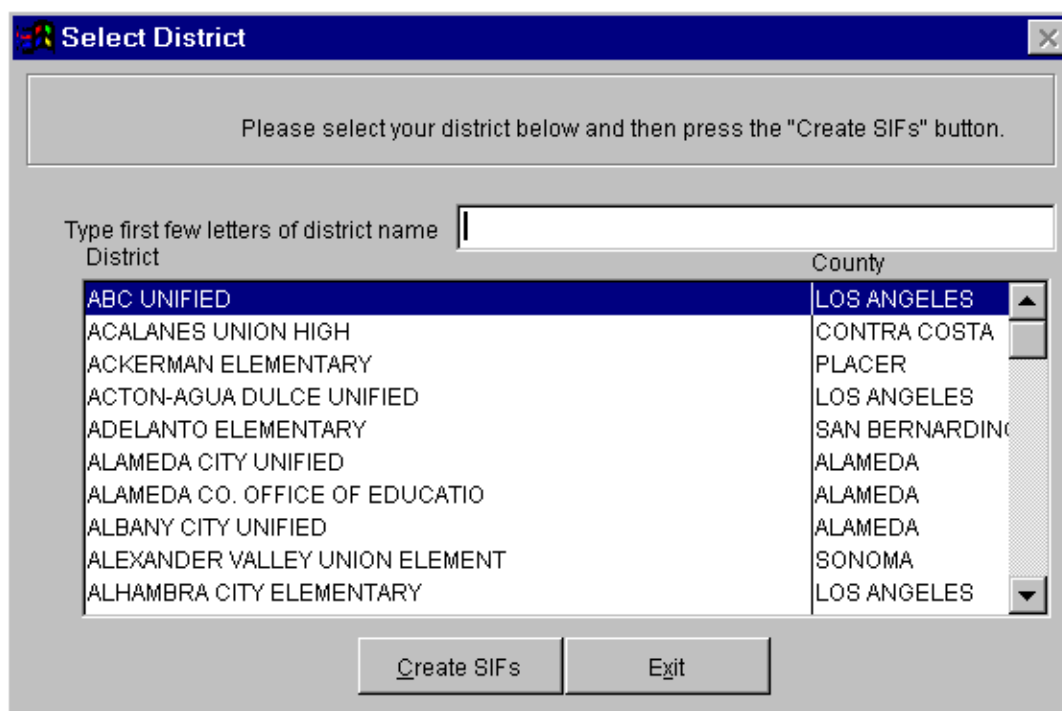 Select District
Please select your district below and then press the "Create SIFs" button.
Type first few letters of district name
District County
ABC UNIFIED LOS ANGELES
ACALANES UNION HIGH CONTRA COSTA
ACKERMAN ELEMENTARY PLACER
ACTON-AGUA DULCE UNIFIED LOS ANGELES
ADELANTO ELEMENTARY SAN BERNARDINO
ALAMEDA CITY UNIFIED ALAMEDA
ALAMEDA CO. OFFICE OF EDUCATIO ALAMEDA
ALBANY CITY UNIFIED ALAMEDA
ALEXANDER VALLEY UNION ELEMENT SONOMA
ALHAMBRA CITY ELEMENTARY LOS ANGELES
Create SIFs Exit